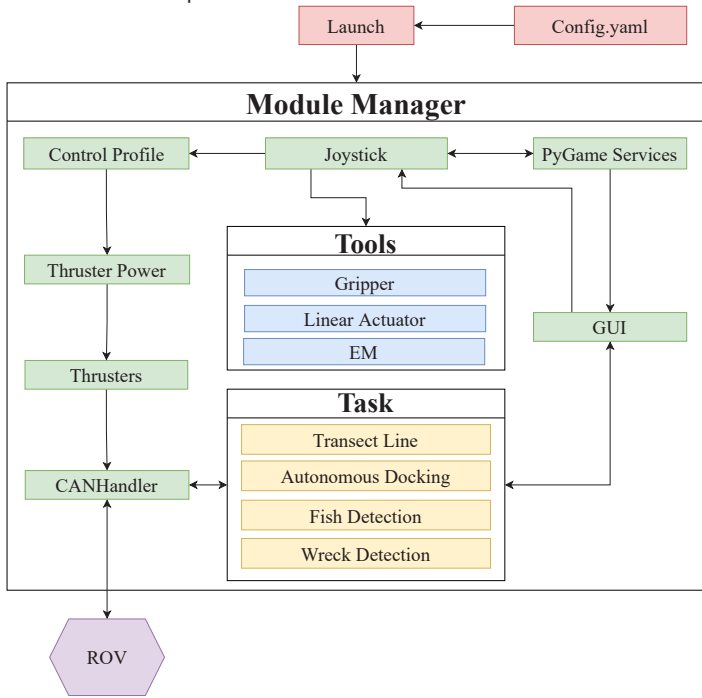 Launch
Config.yaml
Module Manager
Control Profile
Joystick
PyGame Services
Tools
Thruster Power
Gripper
Linear Actuator
GUI
EM
Thrusters
Task
Transect Line
Autonomous Docking
CANHandler
Fish Detection
Wreck Detection
ROV